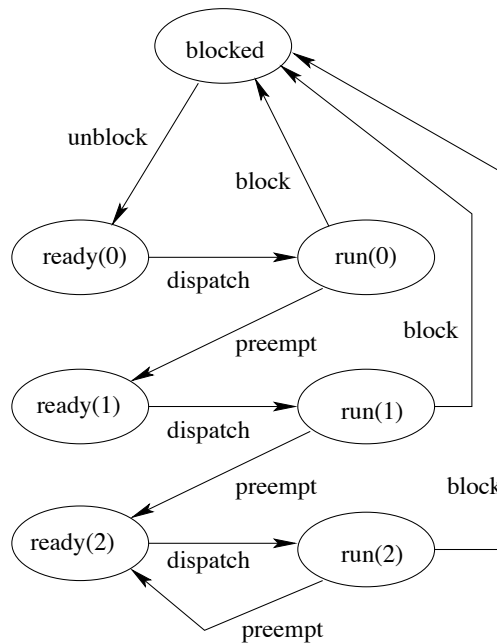 blocked
unblock
block
ready(0)
run(0)
dispatch
preempt
block
ready(1)
run(1)
dispatch
preempt
block
ready(2)
run(2)
dispatch
preempt